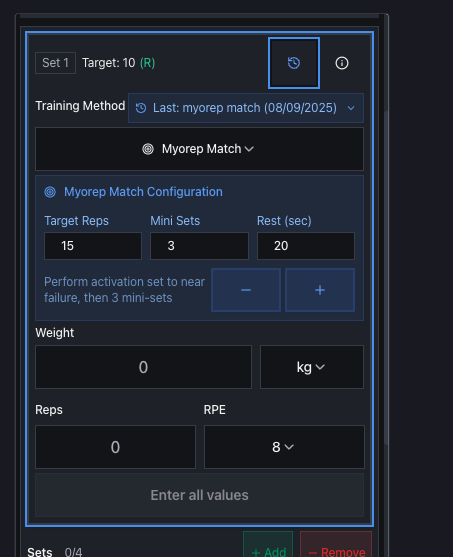 Set 1 Target: 10 (R)
Training Method Last: myorep match (08/09/2025)
Myorep Match
Myorep Match Configuration
Target Reps Mini Sets Rest (sec)
15 3 20
Perform activation set to near
failure, then 3 mini-sets
− +
Weight
0 kg
Reps RPE
0 8
Enter all values
Sets 0/4 + Add − Remove